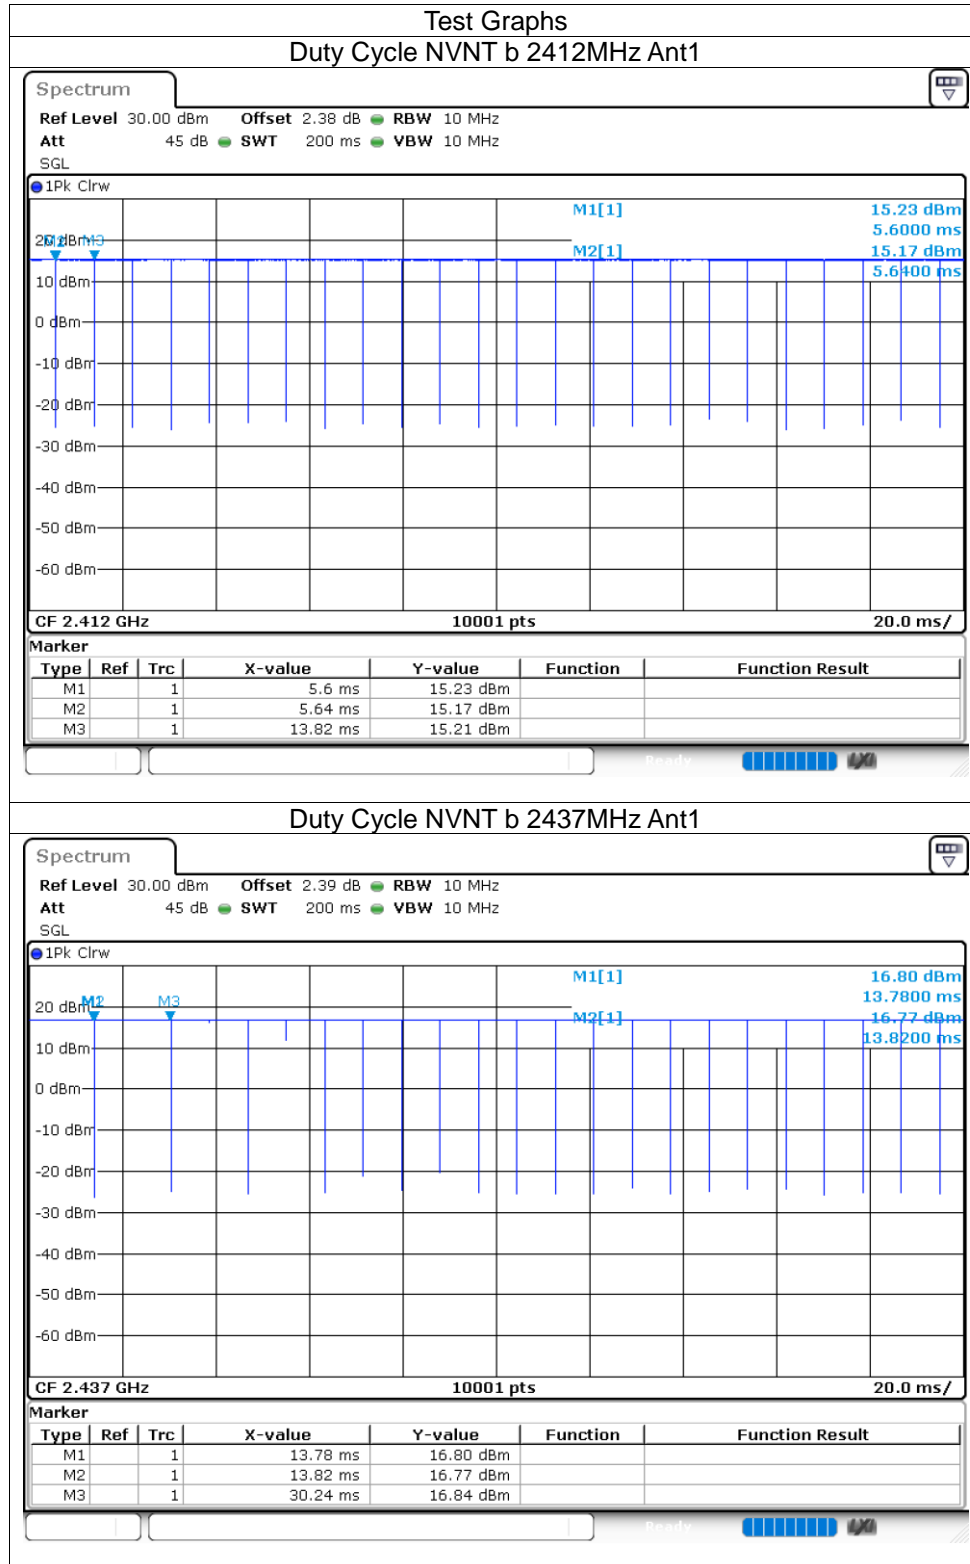 Test Graphs
Duty Cycle NVNT b 2412MHz Ant1
Spectrum
Ref Level 30.00 dBm Offset 2.38 dB RBW 10 MHz
Att 45 dB SWT 200 ms VBW 10 MHz
SGL
1Pk Clrw
M1[1] 15.23 dBm
5.6000 ms
M3
M2[1] 15.17 dBm
5.6400 ms
10 dBm
0 dBm
-10 dBm
-20 dBm
-30 dBm
-40 dBm
-50 dBm
-60 dBm
CF 2.412 GHz 10001 pts 20.0 ms/
Marker
Type Ref Trc X-value Y-value Function Function Result
M1 1 5.6 ms 15.23 dBm
M2 1 5.64 ms 15.17 dBm
M3 1 13.82 ms 15.21 dBm
Ready
Duty Cycle NVNT b 2437MHz Ant1
Spectrum
Ref Level 30.00 dBm Offset 2.39 dB RBW 10 MHz
Att 45 dB SWT 200 ms VBW 10 MHz
SGL
1Pk Clrw
M1[1] 16.80 dBm
13.7800 ms
20 dBm M2 M3
M2[1] 16.77 dBm
13.8200 ms
10 dBm
0 dBm
-10 dBm
-20 dBm
-30 dBm
-40 dBm
-50 dBm
-60 dBm
CF 2.437 GHz 10001 pts 20.0 ms/
Marker
Type Ref Trc X-value Y-value Function Function Result
M1 1 13.78 ms 16.80 dBm
M2 1 13.82 ms 16.77 dBm
M3 1 30.24 ms 16.84 dBm
Ready